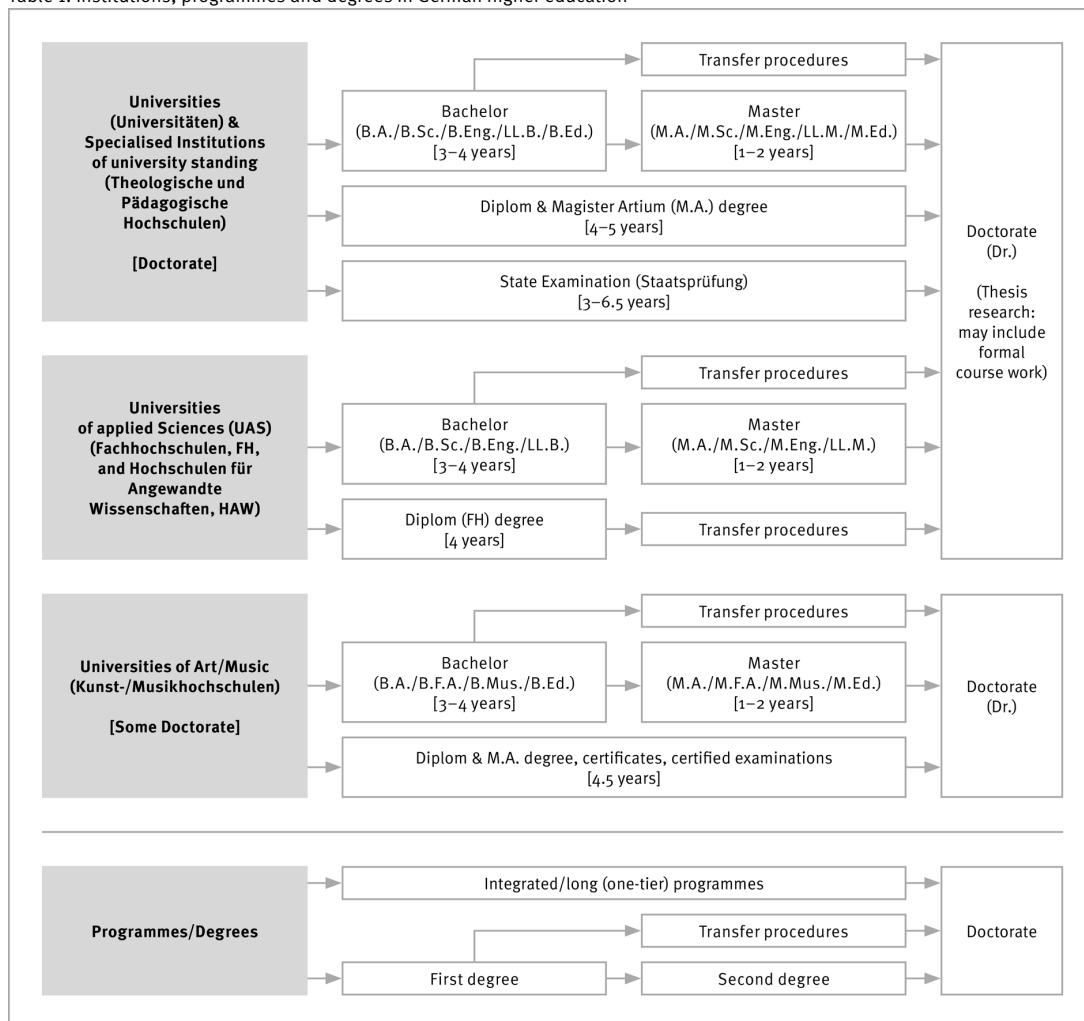 Table 1: Institutions, programmes and degrees in German higher education
Universities
(Universitäten) &
Specialised Institutions
of university standing
(Theologische und
Pädagogische
Hochschulen)
[Doctorate]
Transfer procedures
Bachelor
(B.A./B.Sc./B.Eng./LL.B./B.Ed.)
[3–4 years]
Master
(M.A./M.Sc./M.Eng./LL.M./M.Ed.)
[1–2 years]
Diplom & Magister Artium (M.A.) degree
[4–5 years]
State Examination (Staatsprüfung)
[3–6.5 years]
Doctorate
(Dr.)
(Thesis
research:
may include
formal
course work)
Universities
of applied Sciences (UAS)
(Fachhochschulen, FH,
and Hochschulen für
Angewandte
Wissenschaften, HAW)
Transfer procedures
Bachelor
(B.A./B.Sc./B.Eng./LL.B.)
[3–4 years]
Master
(M.A./M.Sc./M.Eng./LL.M.)
[1–2 years]
Diplom (FH) degree
[4 years]
Transfer procedures
Universities of Art/Music
(Kunst-/Musikhochschulen)
[Some Doctorate]
Transfer procedures
Bachelor
(B.A./B.F.A./B.Mus./B.Ed.)
[3–4 years]
Master
(M.A./M.F.A./M.Mus./M.Ed.)
[1–2 years]
Diplom & M.A. degree, certificates, certified examinations
[4.5 years]
Doctorate
(Dr.)
Programmes/Degrees
Integrated/long (one-tier) programmes
Transfer procedures
First degree
Second degree
Doctorate